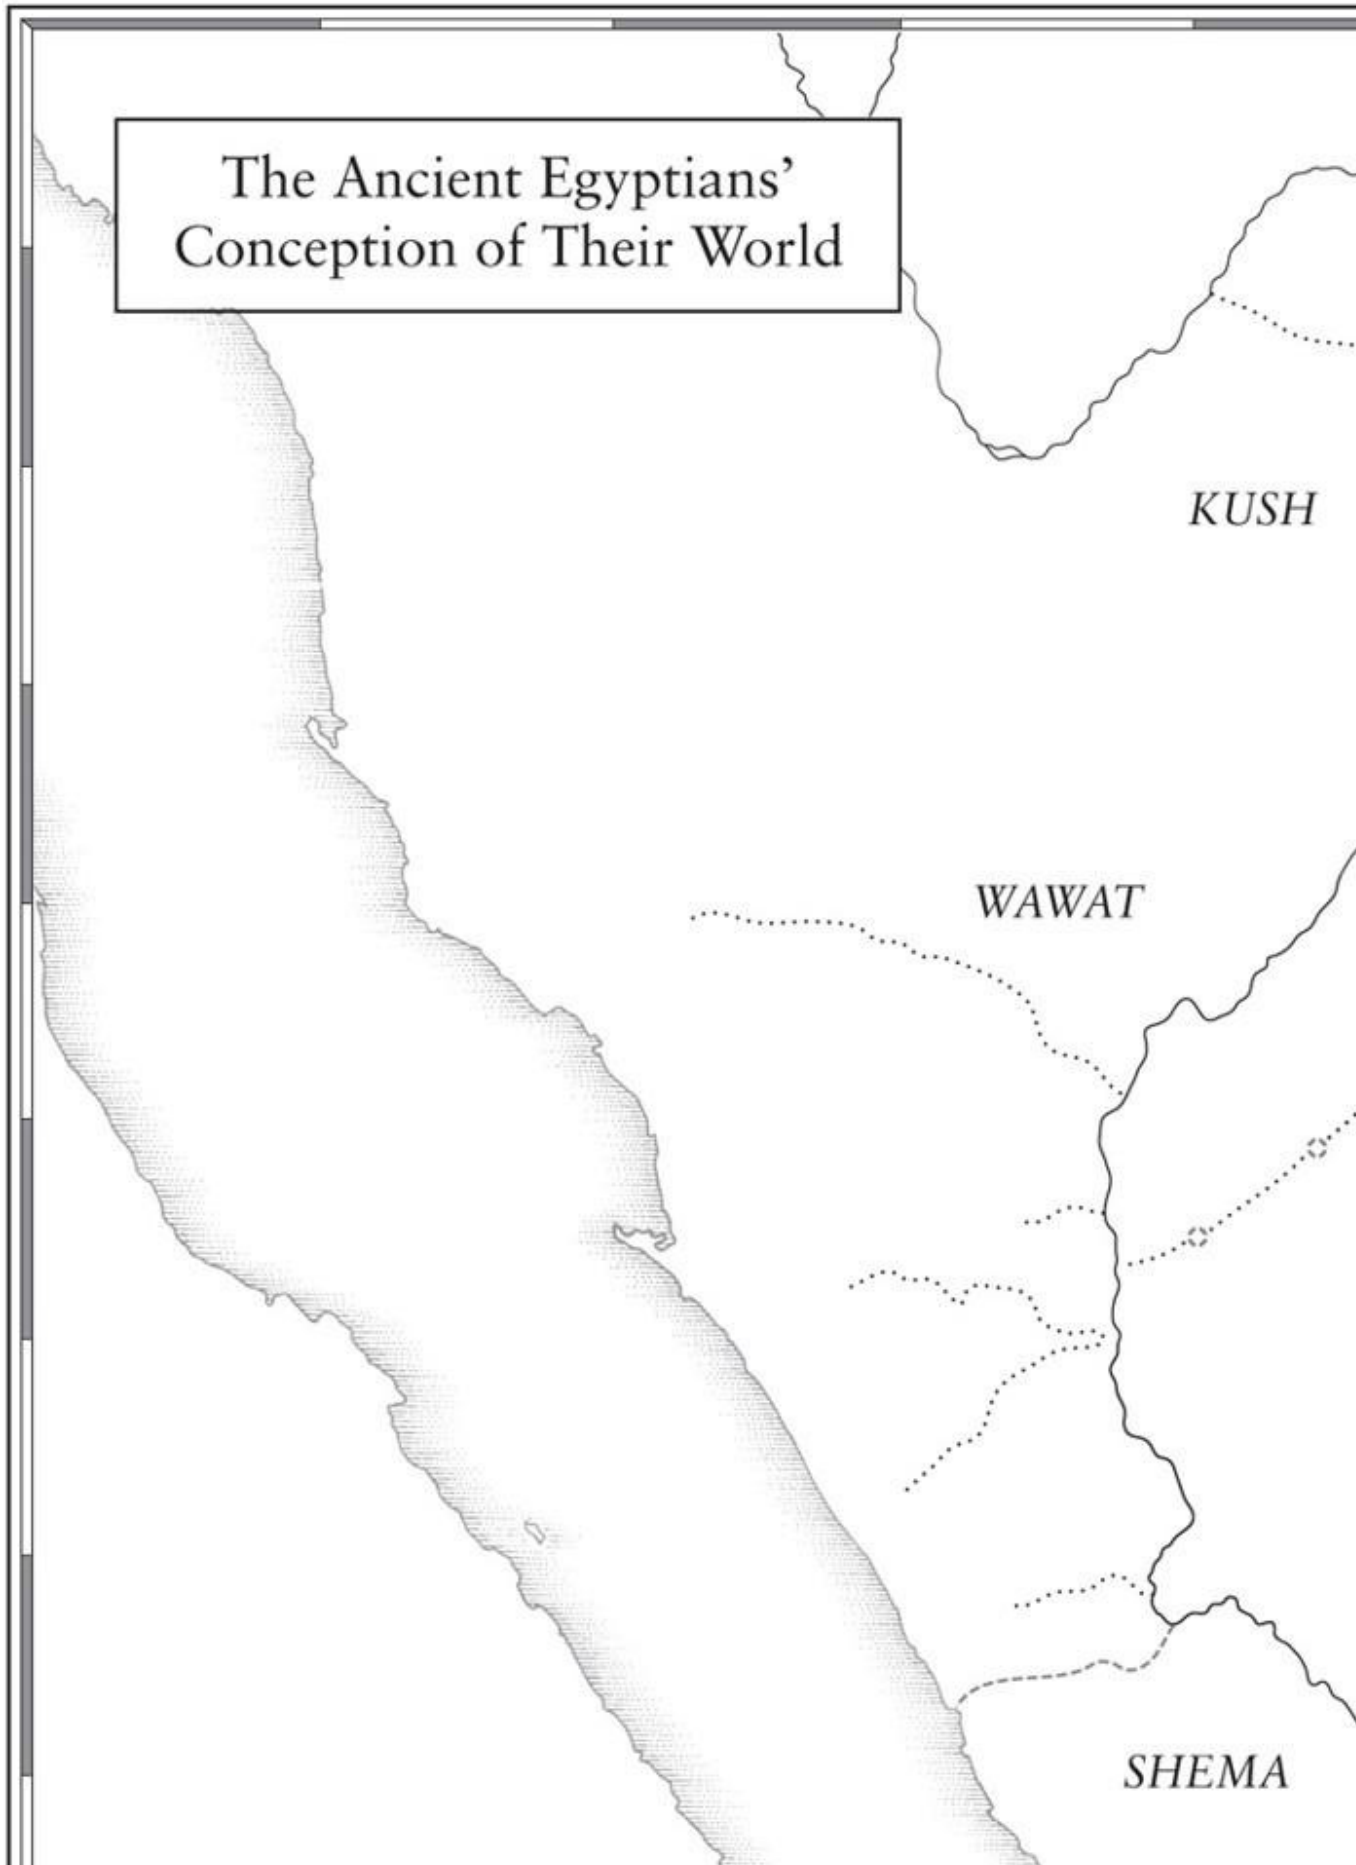 The Ancient Egyptians’
Conception of Their World
KUSH
WAWAT
SHEMA